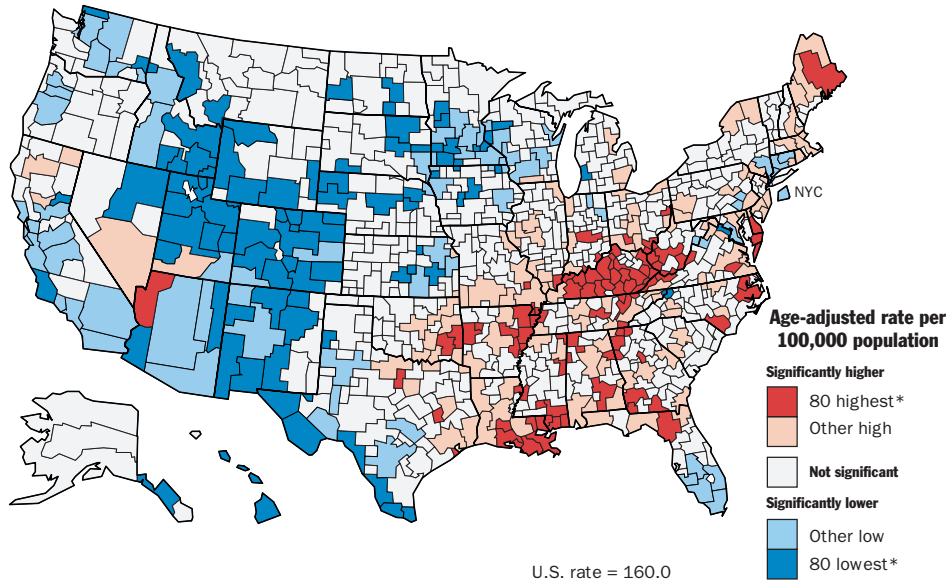 NYC
Age-adjusted rate per
100,000 population
Significantly higher
80 highest*
Other high
Not significant
Significantly lower
Other low
80 lowest*
U.S. rate = 160.0